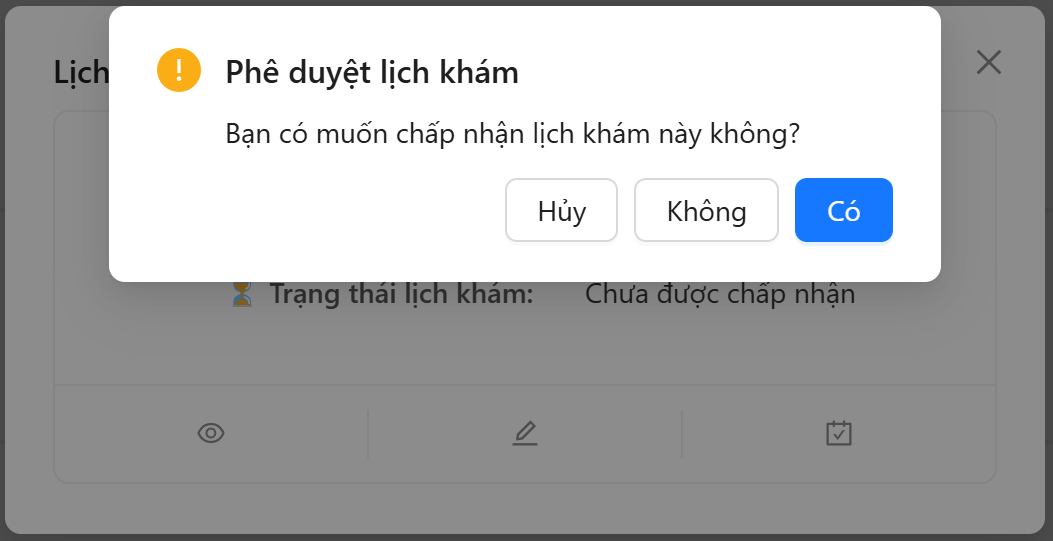 Phê duyệt lịch khám
Lịch
Bạn có muốn chấp nhận lịch khám này không?
Hủy Không Có
Trạng thái lịch khám: Chưa được chấp nhận